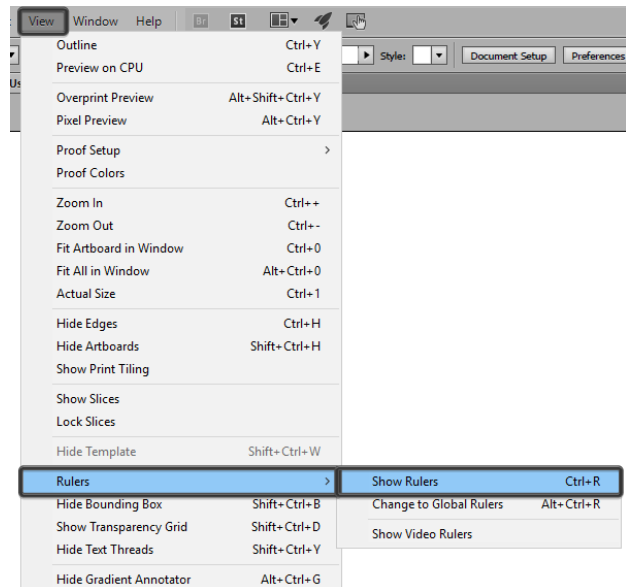 View Window Help Br St
Outline Ctrl+Y
Style: Document Setup Preferences
Preview on CPU Ctrl+E
Us
Overprint Preview Alt+Shift+Ctrl+Y
Pixel Preview Alt+Ctrl+Y
Proof Setup >
Proof Colors
Zoom In Ctrl++
Zoom Out Ctrl+-
Fit Artboard in Window Ctrl+0
Fit All in Window Alt+Ctrl+0
Actual Size Ctrl+1
Hide Edges Ctrl+H
Hide Artboards Shift+Ctrl+H
Show Print Tiling
Show Slices
Lock Slices
Hide Template Shift+Ctrl+W
Rulers > Show Rulers Ctrl+R
Hide Bounding Box Shift+Ctrl+B Change to Global Rulers Alt+Ctrl+R
Show Transparency Grid Shift+Ctrl+D Show Video Rulers
Hide Text Threads Shift+Ctrl+Y
Hide Gradient Annotator Alt+Ctrl+G